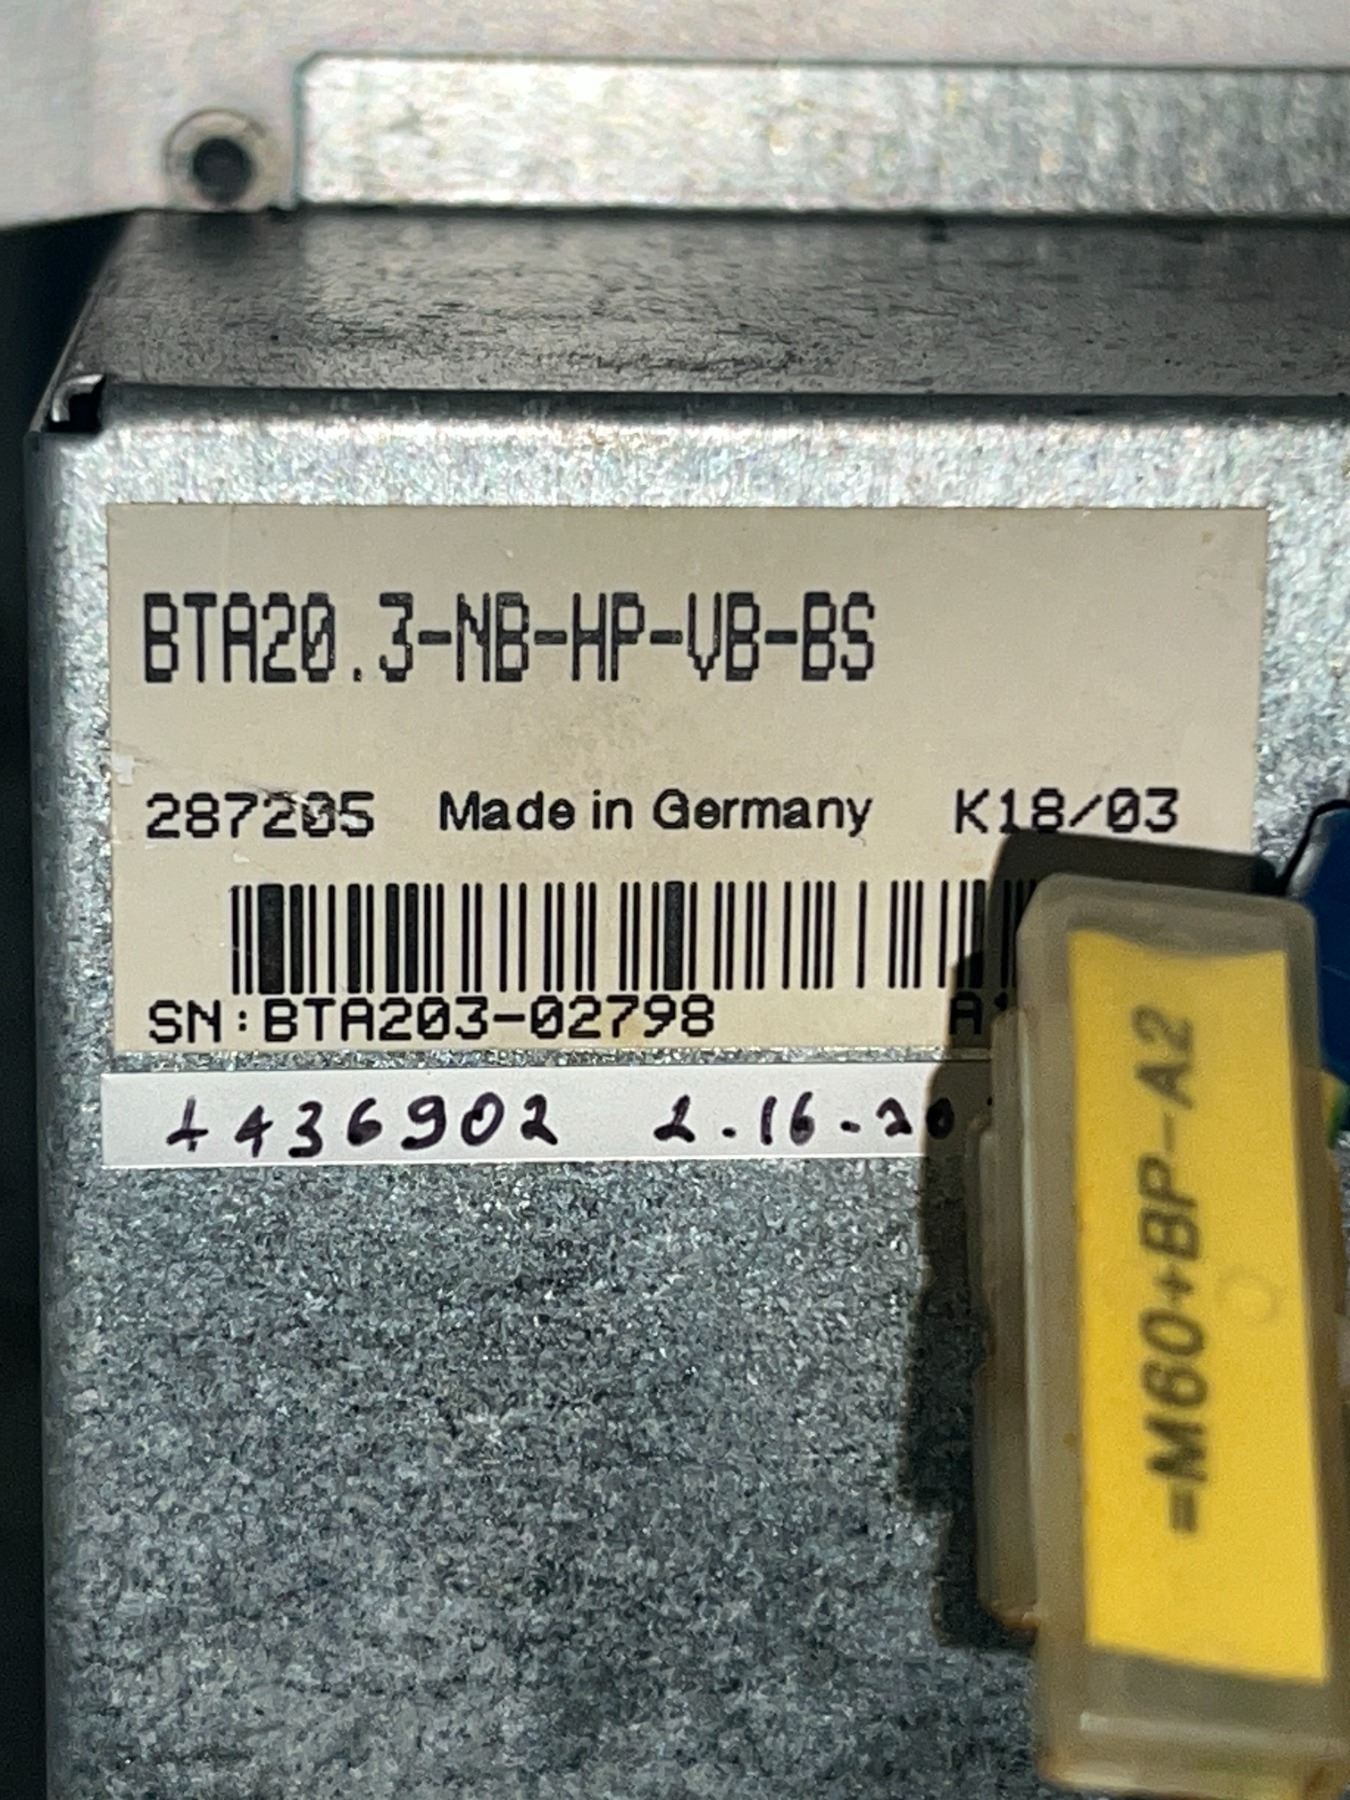 BTA20.3-NB-HP-VB-BS
287205 Made in Germany K18/03
SN:BTA203-02798
1436902 2.16-20
=M60+BP-A2